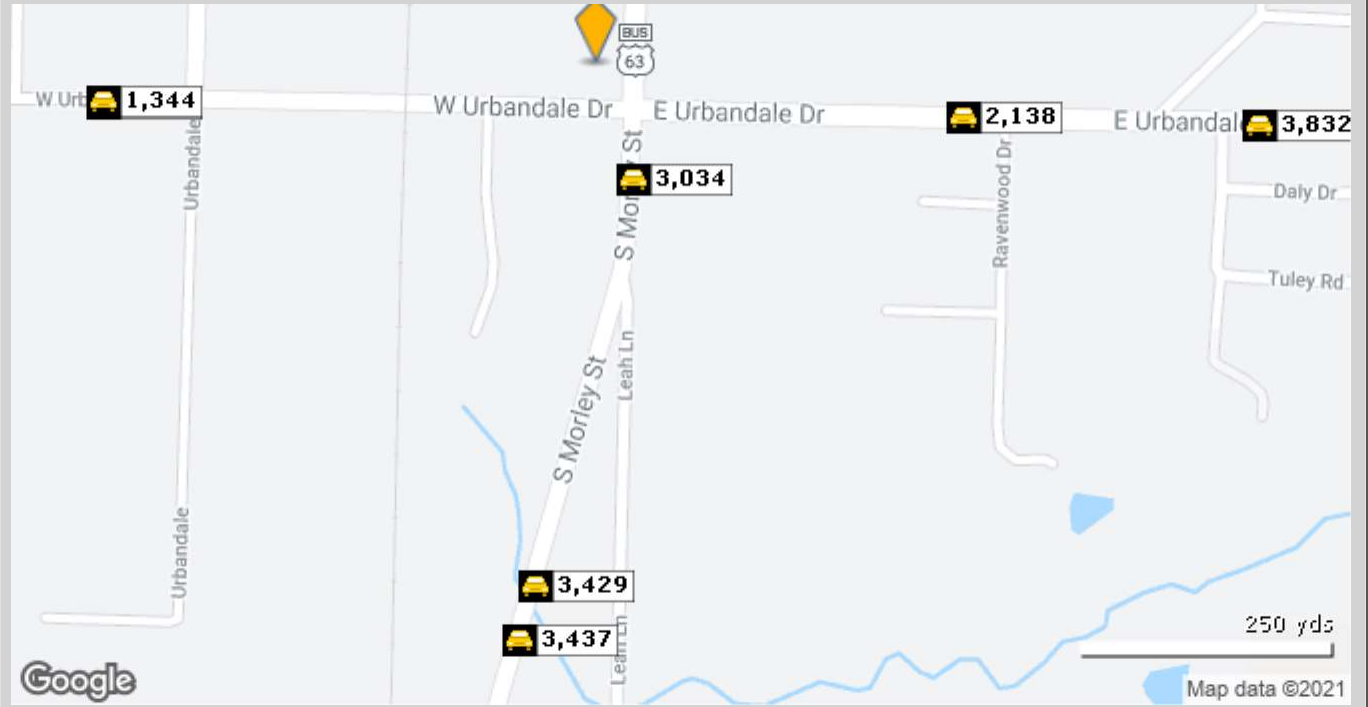 BUS
63
W Urb
1,344
W Urbandale Dr
E Urbandale Dr
2,138
E Urbandal
3,832
Urbandale
S Morley St
3,034
Ravenwood Dr
Daly Dr
Tuley Rd
Leah Ln
S Morley St
Urbandale
3,429
3,437
Leah Ln
250 yds
Google
Map data ©2021